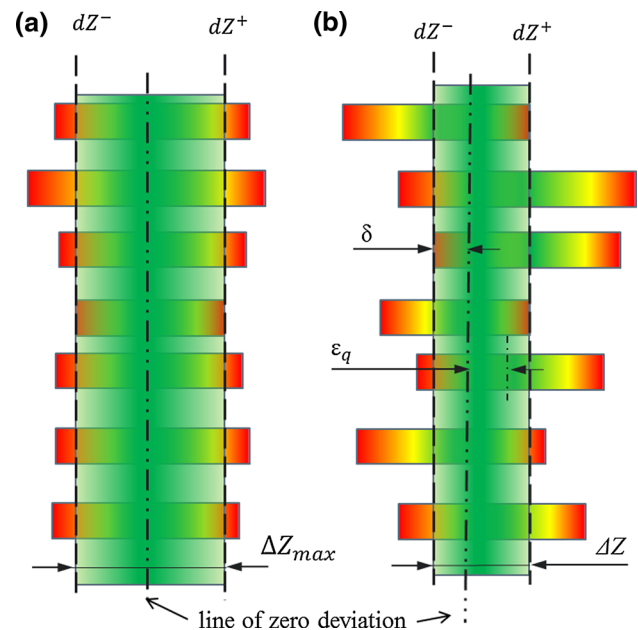 (a) dZ⁻ dZ⁺
(b) dZ⁻ dZ⁺
δ
ε_q
ΔZ_max
ΔZ
line of zero deviation